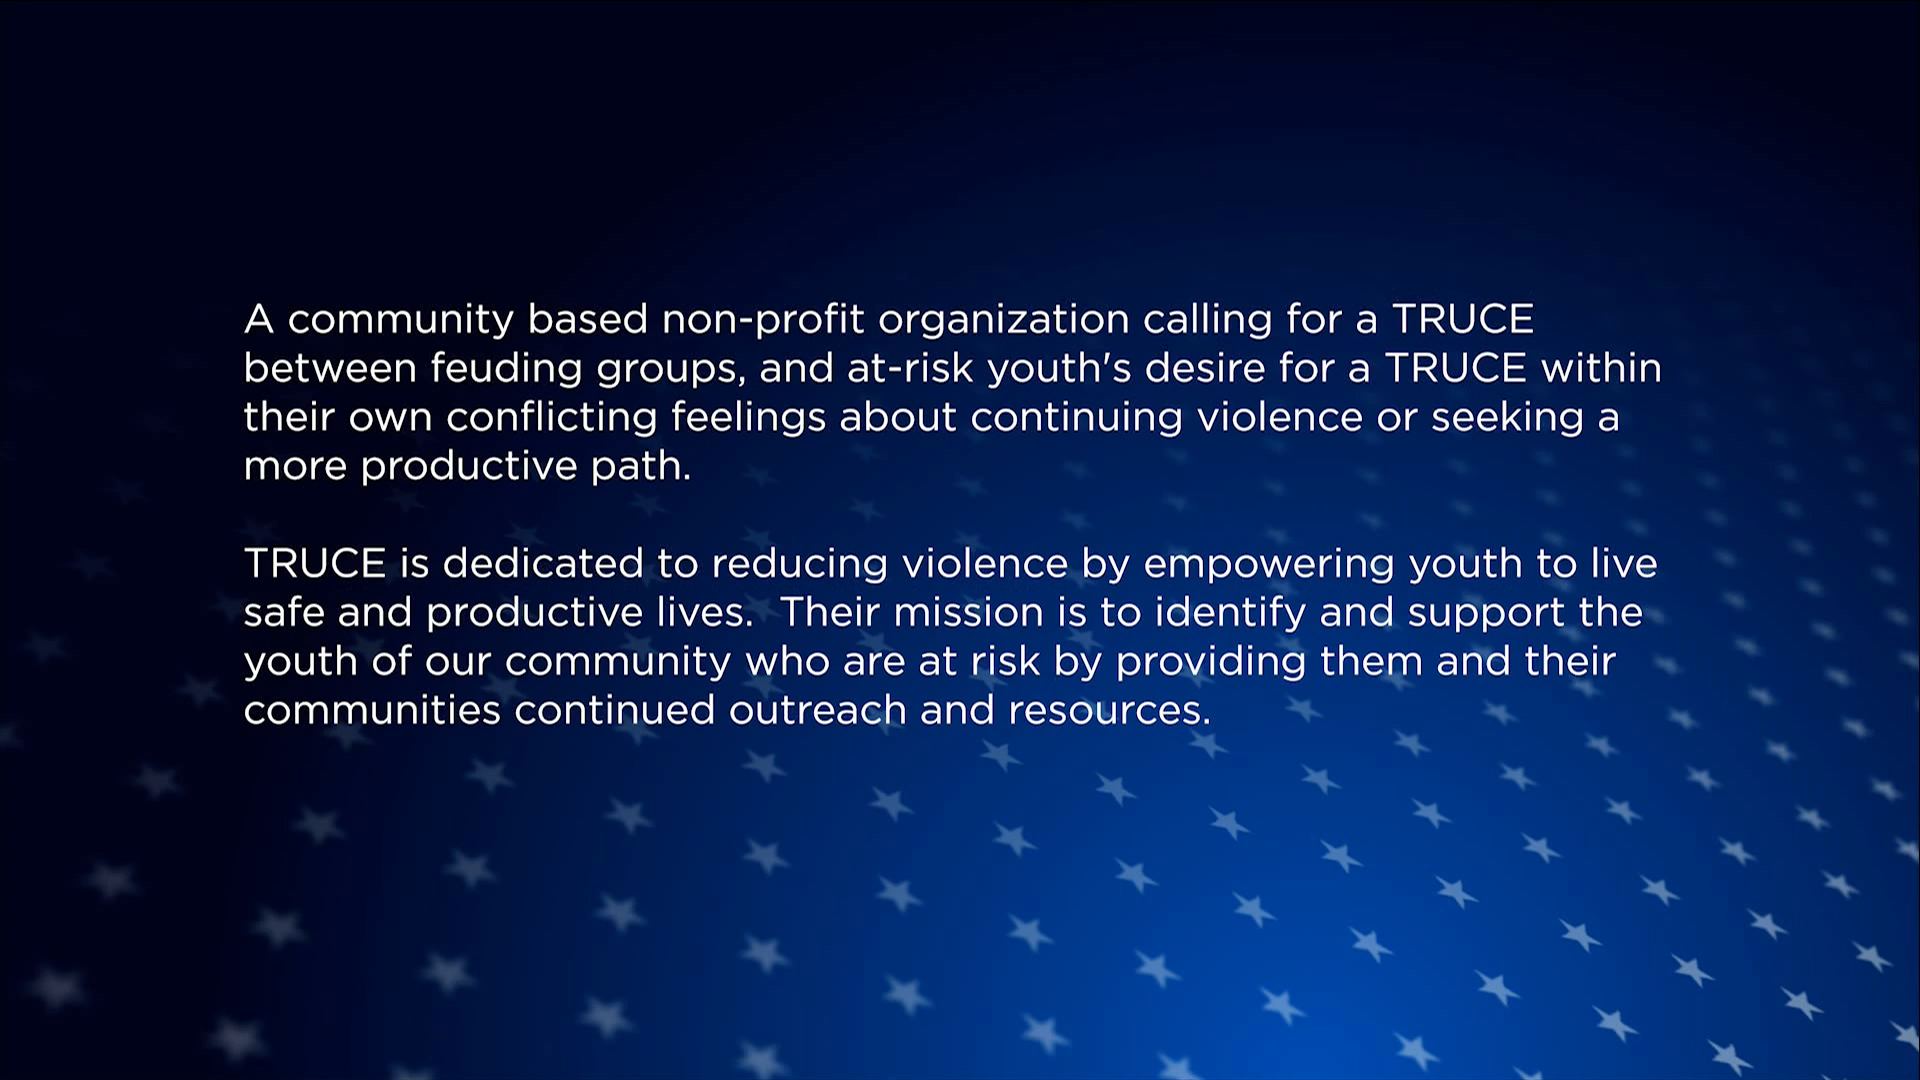 A community based non-profit organization calling for a TRUCE
between feuding groups, and at-risk youth's desire for a TRUCE within
their own conflicting feelings about continuing violence or seeking a
more productive path.
TRUCE is dedicated to reducing violence by empowering youth to live
safe and productive lives.  Their mission is to identify and support the
youth of our community who are at risk by providing them and their
communities continued outreach and resources.